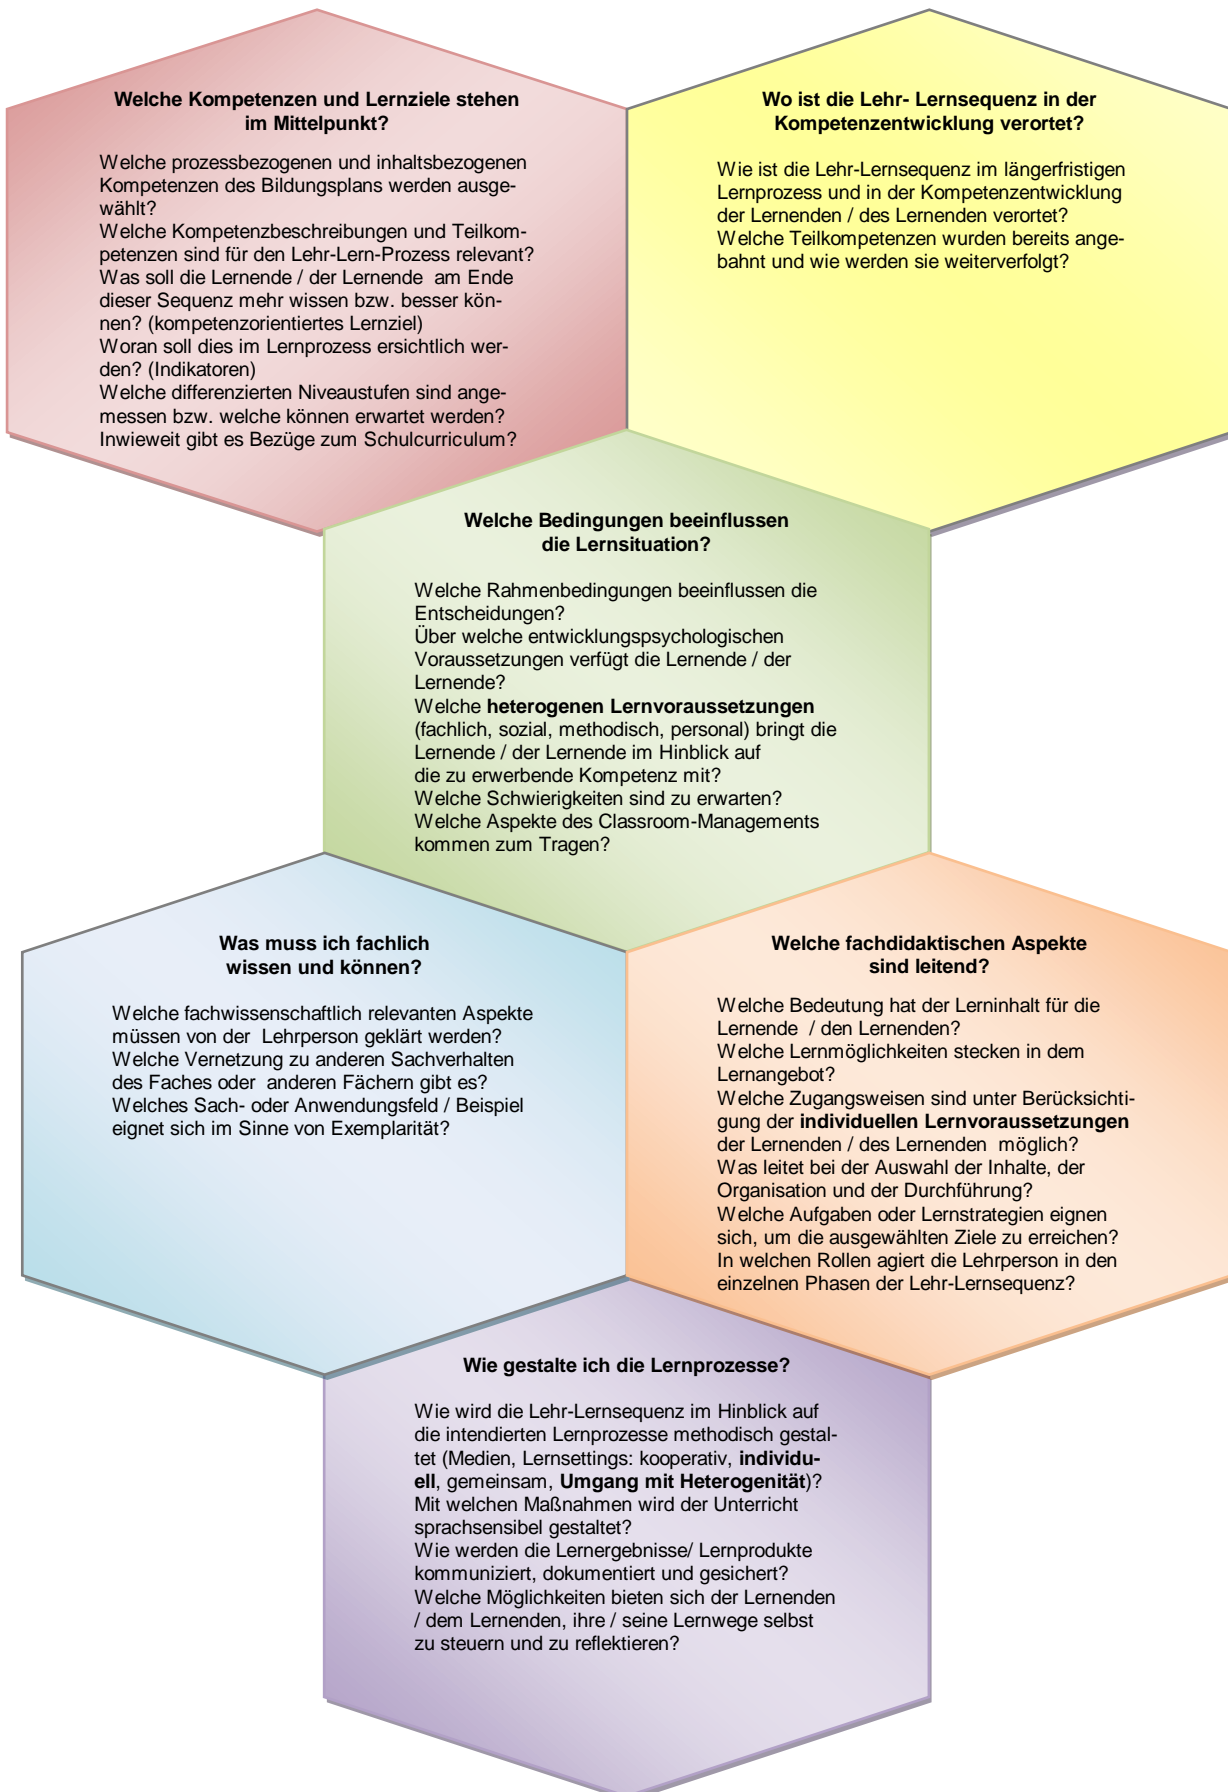 Welche Kompetenzen und Lernziele stehen
im Mittelpunkt?
Welche prozessbezogenen und inhaltsbezogenen
Kompetenzen des Bildungsplans werden ausge-
wählt?
Welche Kompetenzbeschreibungen und Teilkom-
petenzen sind für den Lehr-Lern-Prozess relevant?
Was soll die Lernende / der Lernende am Ende
dieser Sequenz mehr wissen bzw. besser kön-
nen? (kompetenzorientiertes Lernziel)
Woran soll dies im Lernprozess ersichtlich wer-
den? (Indikatoren)
Welche differenzierten Niveaustufen sind ange-
messen bzw. welche können erwartet werden?
Inwieweit gibt es Bezüge zum Schulcurriculum?
Wo ist die Lehr- Lernsequenz in der
Kompetenzentwicklung verortet?
Wie ist die Lehr-Lernsequenz im längerfristigen
Lernprozess und in der Kompetenzentwicklung
der Lernenden / des Lernenden verortet?
Welche Teilkompetenzen wurden bereits ange-
bahnt und wie werden sie weiterverfolgt?
Welche Bedingungen beeinflussen
die Lernsituation?
Welche Rahmenbedingungen beeinflussen die
Entscheidungen?
Über welche entwicklungspsychologischen
Voraussetzungen verfügt die Lernende / der
Lernende?
Welche heterogenen Lernvoraussetzungen
(fachlich, sozial, methodisch, personal) bringt die
Lernende / der Lernende im Hinblick auf
die zu erwerbende Kompetenz mit?
Welche Schwierigkeiten sind zu erwarten?
Welche Aspekte des Classroom-Managements
kommen zum Tragen?
Was muss ich fachlich
wissen und können?
Welche fachwissenschaftlich relevanten Aspekte
müssen von der Lehrperson geklärt werden?
Welche Vernetzung zu anderen Sachverhalten
des Faches oder anderen Fächern gibt es?
Welches Sach- oder Anwendungsfeld / Beispiel
eignet sich im Sinne von Exemplarität?
Welche fachdidaktischen Aspekte
sind leitend?
Welche Bedeutung hat der Lerninhalt für die
Lernende / den Lernenden?
Welche Lernmöglichkeiten stecken in dem
Lernangebot?
Welche Zugangsweisen sind unter Berücksichti-
gung der individuellen Lernvoraussetzungen
der Lernenden / des Lernenden möglich?
Was leitet bei der Auswahl der Inhalte, der
Organisation und der Durchführung?
Welche Aufgaben oder Lernstrategien eignen
sich, um die ausgewählten Ziele zu erreichen?
In welchen Rollen agiert die Lehrperson in den
einzelnen Phasen der Lehr-Lernsequenz?
Wie gestalte ich die Lernprozesse?
Wie wird die Lehr-Lernsequenz im Hinblick auf
die intendierten Lernprozesse methodisch gestal-
tet (Medien, Lernsettings: kooperativ, individu-
ell, gemeinsam, Umgang mit Heterogenität)?
Mit welchen Maßnahmen wird der Unterricht
sprachsensibel gestaltet?
Wie werden die Lernergebnisse/ Lernprodukte
kommuniziert, dokumentiert und gesichert?
Welche Möglichkeiten bieten sich der Lernenden
/ dem Lernenden, ihre / seine Lernwege selbst
zu steuern und zu reflektieren?